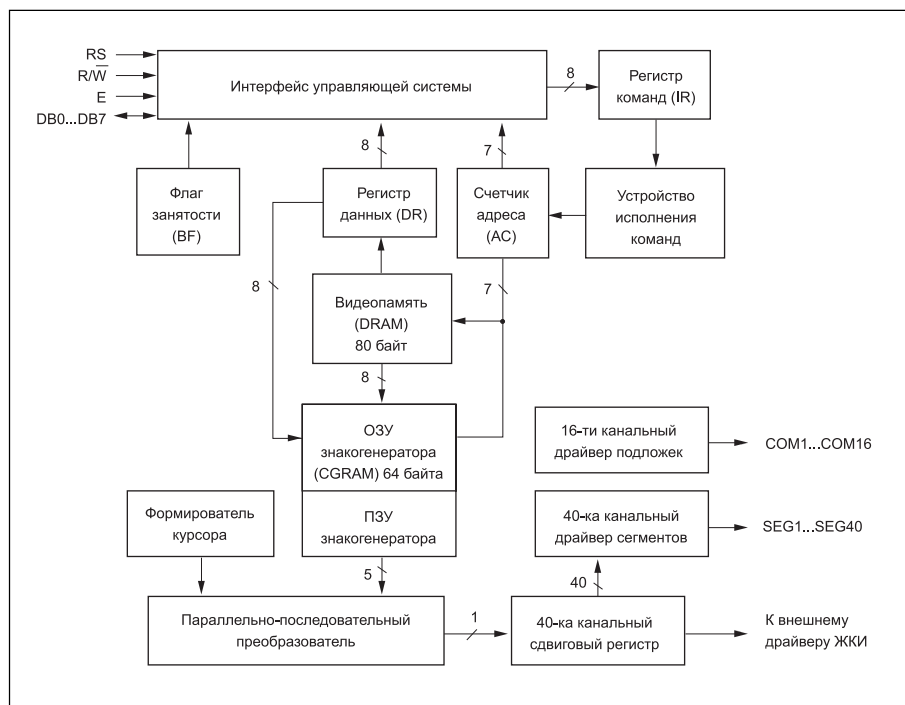 RS
R/W̅
E
DB0...DB7
Интерфейс управляющей системы
8
Регистр
команд (IR)
8
7
Флаг
занятости
(BF)
Регистр
данных (DR)
Счетчик
адреса
(AC)
Устройство
исполнения
команд
8
7
Видеопамять
(DRAM)
80 байт
8
ОЗУ
знакогенератора
(CGRAM) 64 байта
16-ти канальный
драйвер подложек
COM1...COM16
Формирователь
курсора
ПЗУ
знакогенератора
40-ка канальный
драйвер сегментов
SEG1...SEG40
5
40
Параллельно-последовательный
преобразователь
1
40-ка канальный
сдвиговый регистр
К внешнему
драйверу ЖКИ